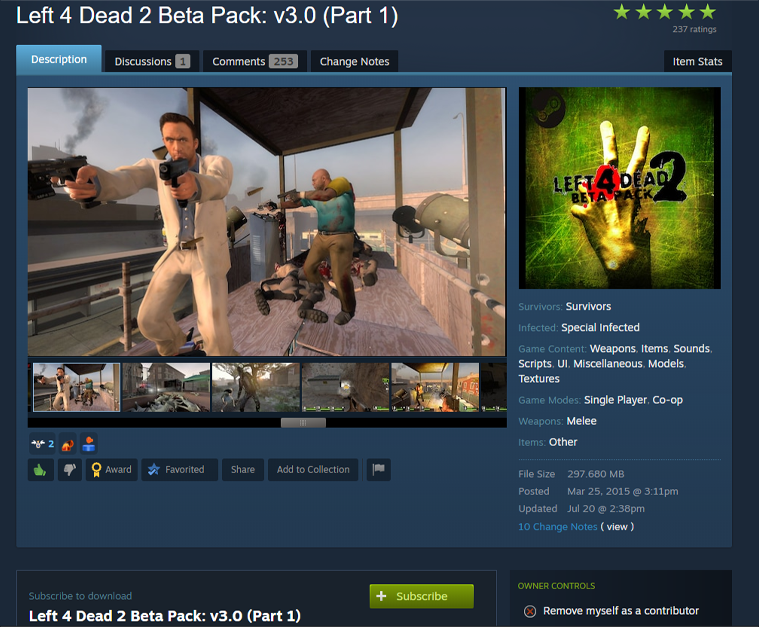 Left 4 Dead 2 Beta Pack: v3.0 (Part 1)
237 ratings
Description
Discussions 1
Comments 253
Change Notes
Item Stats
LEFT 4 DEAD 2
BETA PACK
Survivors: Survivors
Infected: Special Infected
Game Content: Weapons, Items, Sounds,
Scripts, UI, Miscellaneous, Models,
Textures
Game Modes: Single Player, Co-op
Weapons: Melee
Items: Other
2
Award
Favorited
Share
Add to Collection
File Size 297.680 MB
Posted Mar 25, 2015 @ 3:11pm
Updated Jul 20 @ 2:38pm
10 Change Notes ( view )
Subscribe to download
Left 4 Dead 2 Beta Pack: v3.0 (Part 1)
Subscribe
OWNER CONTROLS
Remove myself as a contributor